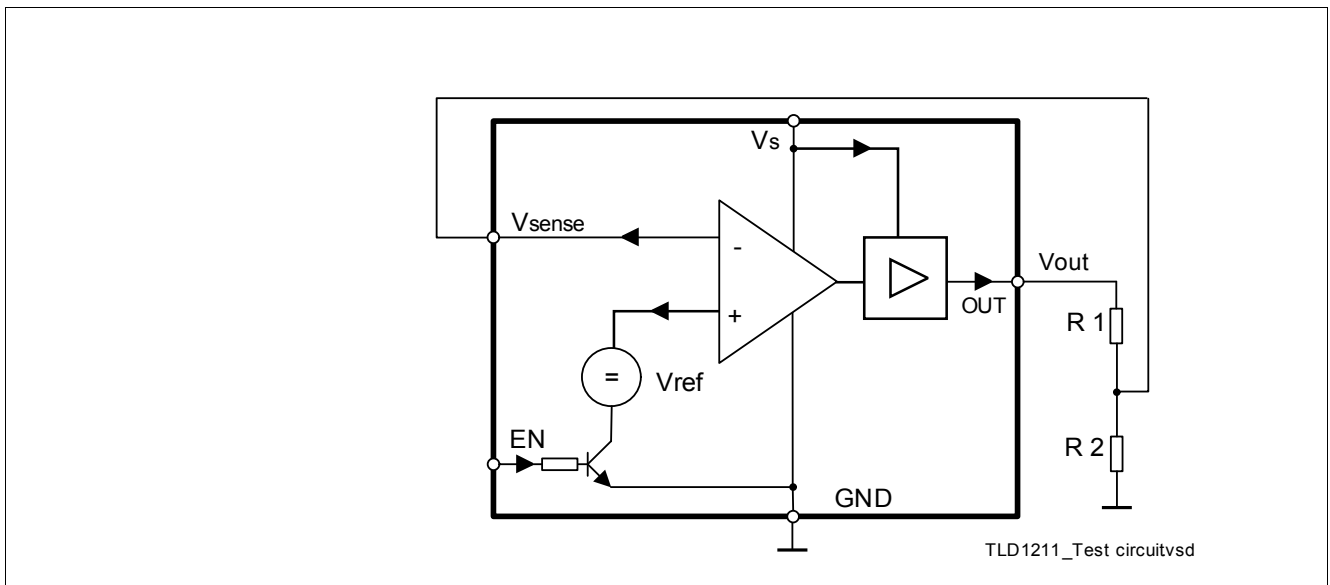 Vs
Vsense
-
Vout
OUT
+
R 1
=
Vref
EN
R 2
GND
TLD1211_Test circuitvsd